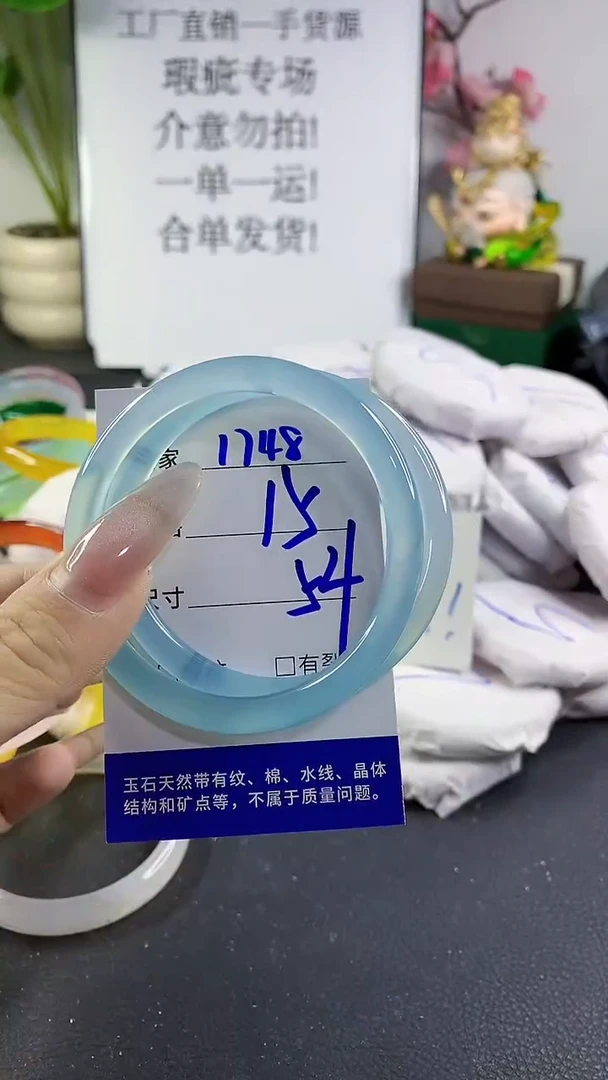 工厂直销一手货源
瑕疵专场
介意勿拍!
一单一运!
合单发货!
家 1748
15
尺寸 54
□有裂
玉石天然带有纹、棉、水线、晶体
结构和矿点等，不属于质量问题。